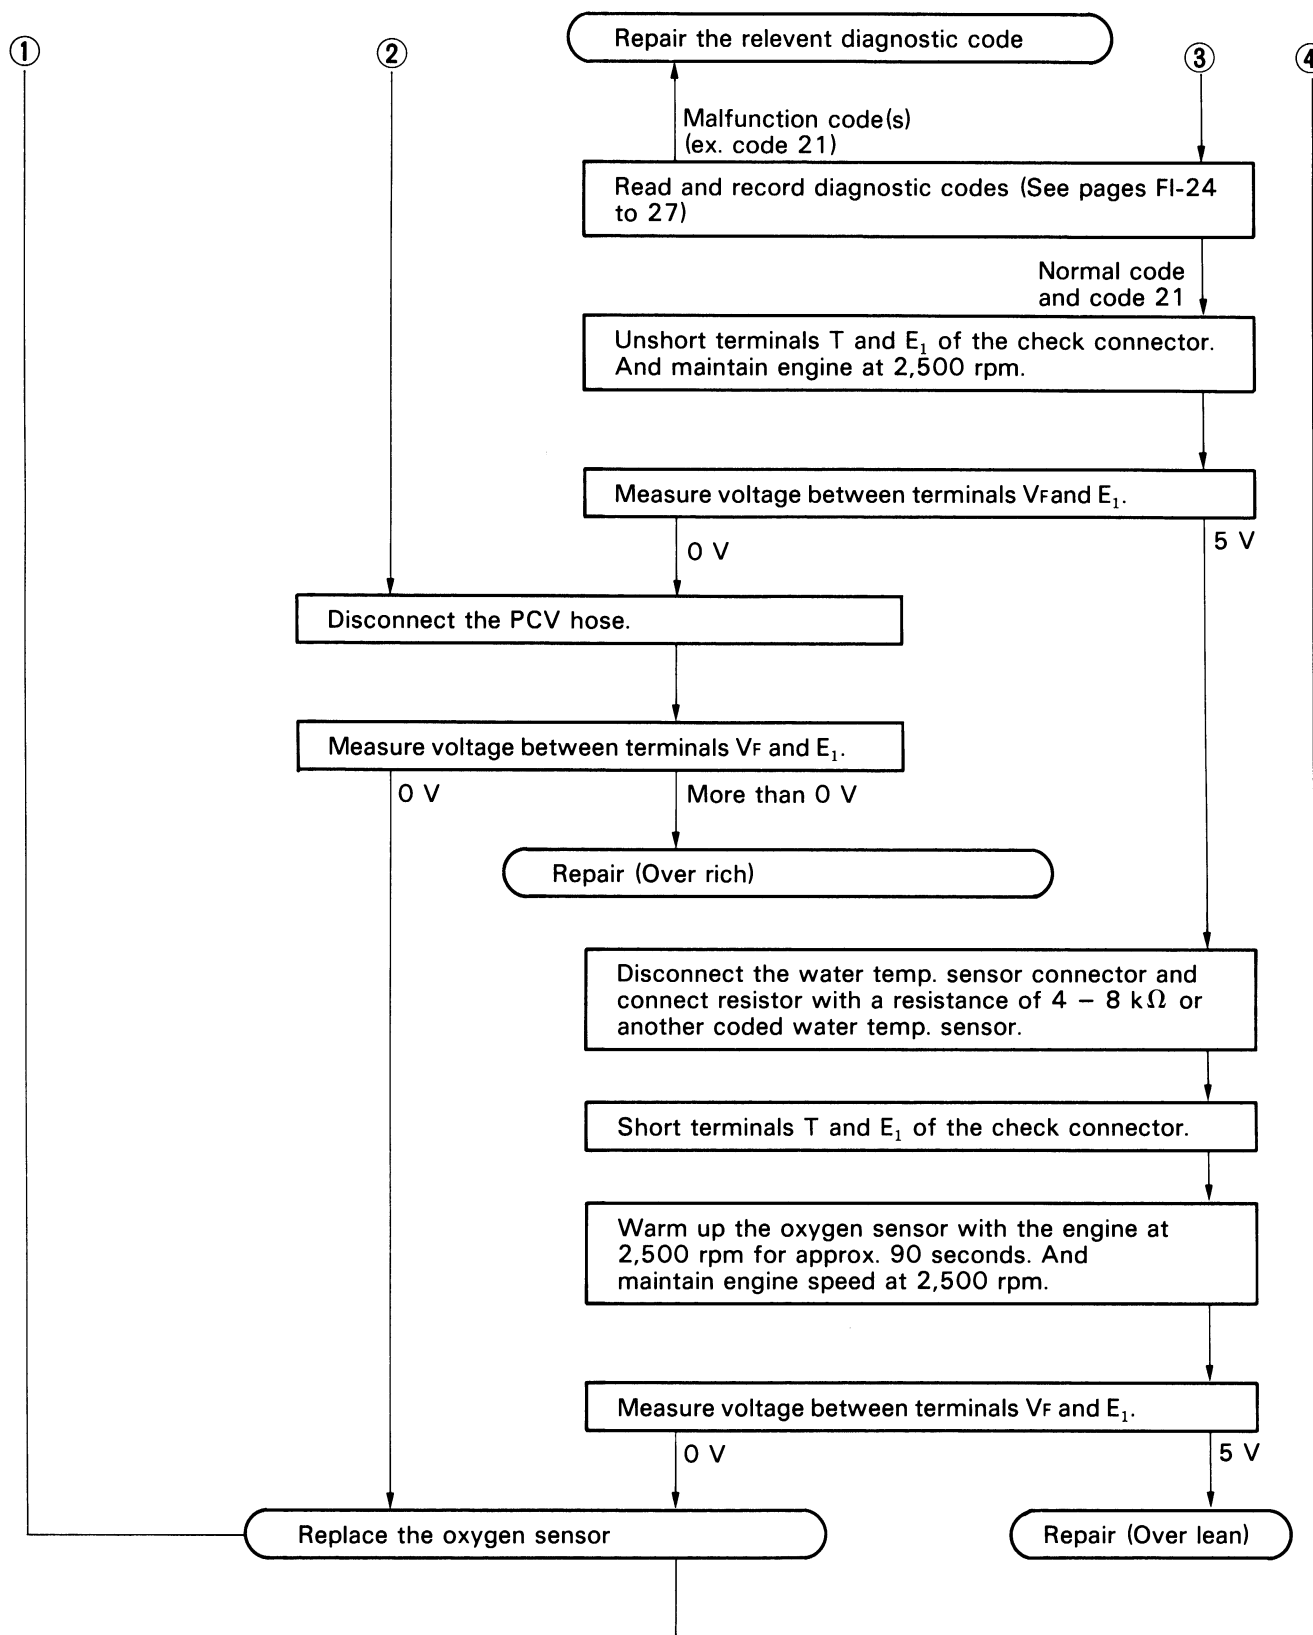 Repair the relevent diagnostic code
① ② ③ ④
Malfunction code(s)
(ex. code 21)
Read and record diagnostic codes (See pages FI-24
to 27)
Normal code
and code 21
Unshort terminals T and E₁ of the check connector.
And maintain engine at 2,500 rpm.
Measure voltage between terminals VF and E₁.
0 V
5 V
Disconnect the PCV hose.
Measure voltage between terminals VF and E₁.
0 V
More than 0 V
Repair (Over rich)
Disconnect the water temp. sensor connector and
connect resistor with a resistance of 4 – 8 kΩ or
another coded water temp. sensor.
Short terminals T and E₁ of the check connector.
Warm up the oxygen sensor with the engine at
2,500 rpm for approx. 90 seconds. And
maintain engine speed at 2,500 rpm.
Measure voltage between terminals VF and E₁.
0 V
5 V
Replace the oxygen sensor
Repair (Over lean)